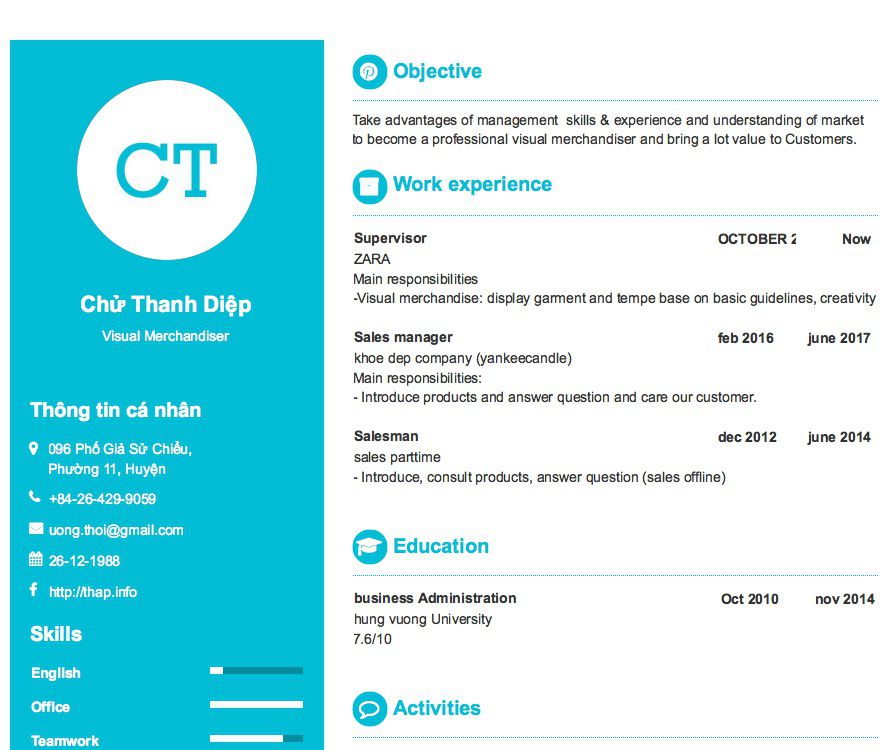 CT
Chử Thanh Diệp
Visual Merchandiser
Thông tin cá nhân
096 Phố Giả Sử Chiểu,
Phường 11, Huyện
+84-26-429-9059
uong.thoi@gmail.com
26-12-1988
http://thap.info
Skills
English
Office
Teamwork
Objective
Take advantages of management skills & experience and understanding of market
to become a professional visual merchandiser and bring a lot value to Customers.
Work experience
Supervisor OCTOBER Now
ZARA
Main responsibilities
-Visual merchandise: display garment and tempe base on basic guidelines, creativity
Sales manager feb 2016 june 2017
khoe dep company (yankeecandle)
Main responsibilities:
- Introduce products and answer question and care our customer.
Salesman dec 2012 june 2014
sales parttime
- Introduce, consult products, answer question (sales offline)
Education
business Administration Oct 2010 nov 2014
hung vuong University
7.6/10
Activities